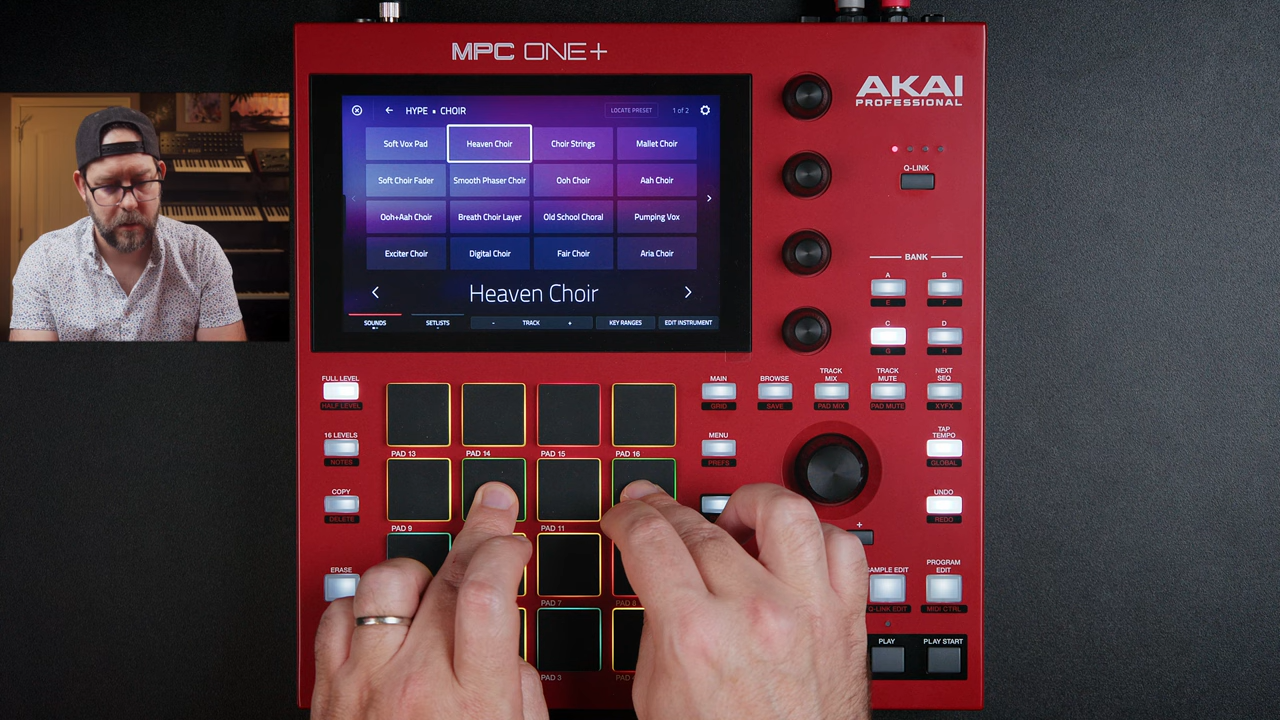 MPC ONE+
AKAI
PROFESSIONAL
HYPE • CHOIR
LOCATE PRESET
1 of 2
Soft Vox Pad
Heaven Choir
Choir Strings
Mallet Choir
Soft Choir Fader
Smooth Phaser Choir
Ooh Choir
Aah Choir
Ooh+Aah Choir
Breath Choir Layer
Old School Choral
Pumping Vox
Exciter Choir
Digital Choir
Fair Choir
Aria Choir
Heaven Choir
SOUNDS
SETLISTS
- TRACK +
KEY RANGES
EDIT INSTRUMENT
Q-LINK
BANK
A
B
E
F
C
D
G
H
FULL LEVEL
HALF LEVEL
16 LEVELS
NOTES
COPY
DELETE
ERASE
PAD 13
PAD 14
PAD 15
PAD 16
PAD 9
PAD 11
PAD 7
PAD 8
PAD 3
MAIN
GRID
BROWSE
SAVE
TRACK
MIX
PAD MIX
TRACK
MUTE
PAD MUTE
NEXT
SEQ
XYFX
MENU
PREFS
TAP
TEMPO
GLOBAL
UNDO
REDO
+
SAMPLE EDIT
Q-LINK EDIT
PROGRAM
EDIT
MIDI CTRL
PLAY
PLAY START